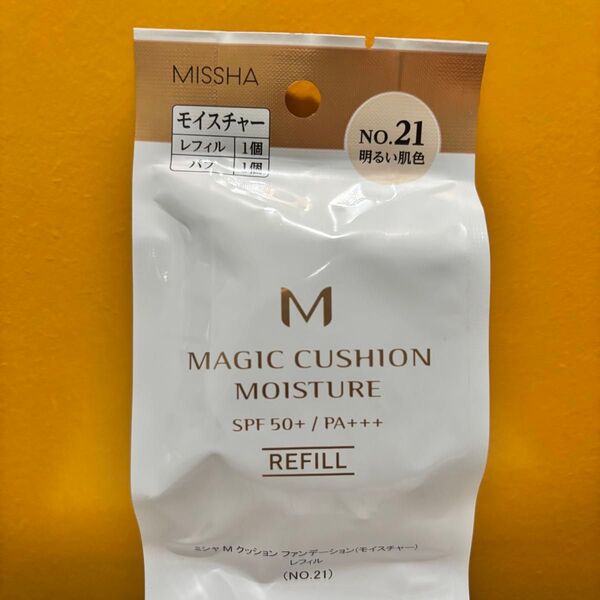 MISSHA
モイスチャー
レフィル 1個
パフ 1個
NO.21
明るい肌色
M
MAGIC CUSHION
MOISTURE
SPF 50+ / PA+++
REFILL
ミシャ M クッション ファンデーション(モイスチャー)
レフィル
(NO.21)